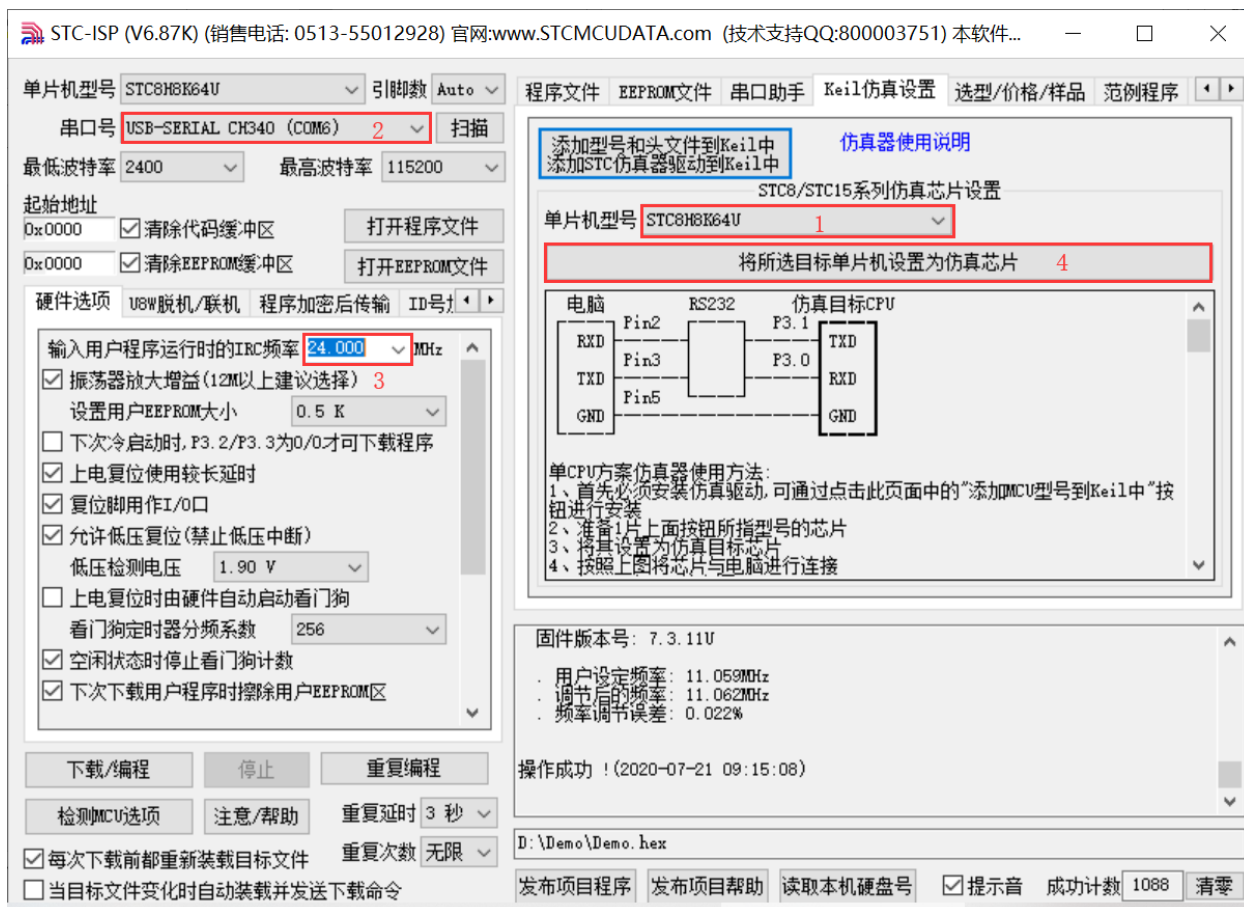 STC-ISP (V6.87K) (销售电话: 0513-55012928) 官网:www.STCMCUDATA.com (技术支持QQ:800003751) 本软件...
单片机型号 STC8H8K64U 引脚数 Auto
串口号 USB-SERIAL CH340 (COM6) 2 扫描
最低波特率 2400 最高波特率 115200
起始地址
0x0000 清除代码缓冲区 打开程序文件
0x0000 清除EEPROM缓冲区 打开EEPROM文件
硬件选项 U8W脱机/联机 程序加密后传输 ID号
输入用户程序运行时的IRC频率 24.000 MHz
振荡器放大增益(12M以上建议选择) 3
设置用户EEPROM大小 0.5 K
下次冷启动时,P3.2/P3.3为0/0才可下载程序
上电复位使用较长延时
复位脚用作I/O口
允许低压复位(禁止低压中断)
低压检测电压 1.90 V
上电复位时由硬件自动启动看门狗
看门狗定时器分频系数 256
空闲状态时停止看门狗计数
下次下载用户程序时擦除用户EEPROM区
下载/编程 停止 重复编程
检测MCU选项 注意/帮助 重复延时 3 秒
每次下载前都重新装载目标文件 重复次数 无限
当目标文件变化时自动装载并发送下载命令
程序文件 EEPROM文件 串口助手 Keil仿真设置 选型/价格/样品 范例程序
添加型号和头文件到Keil中
添加STC仿真器驱动到Keil中
仿真器使用说明
STC8/STC15系列仿真芯片设置
单片机型号 STC8H8K64U 1
将所选目标单片机设置为仿真芯片 4
电脑 RS232 仿真目标CPU
Pin2 P3.1
RXD TXD
Pin3 P3.0
TXD RXD
Pin5
GND GND
单CPU方案仿真器使用方法:
1、首先必须安装仿真驱动,可通过点击此页面中的"添加MCU型号到Keil中"按
钮进行安装
2、准备1片上面按钮所指型号的芯片
3、将其设置为仿真目标芯片
4、按照上图将芯片与电脑进行连接
固件版本号: 7.3.11U
. 用户设定频率: 11.059MHz
. 调节后的频率: 11.062MHz
. 频率调节误差: 0.022%
操作成功 !(2020-07-21 09:15:08)
D:\Demo\Demo.hex
发布项目程序 发布项目帮助 读取本机硬盘号 提示音 成功计数 1088 清零